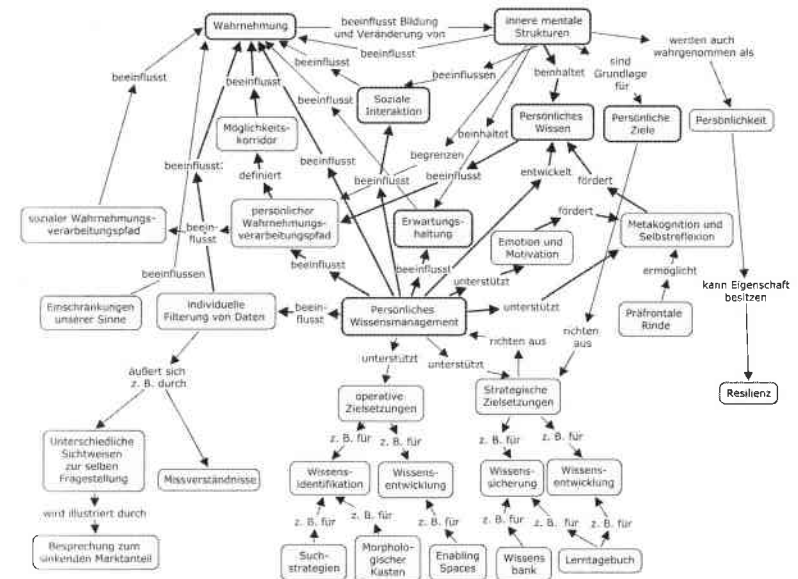 Wahrnehmung
beeinflusst Bildung
und Veränderung von
innere mentale
Strukturen
beeinflusst
werden auch
wahrgenommen als
beeinflusst
beeinflusst
beeinflussen
beinhaltet
sind
Grundlage
für
beeinflusst
beeinflusst
Soziale
Interaktion
Persönliches
Wissen
Persönliche
Ziele
Persönlichkeit
Möglichkeits-
korridor
beinhaltet
beeinflusst
begrenzen
beeinflusst:
definiert
beeinflusst
beeinflusst
entwickelt
fördert
sozialer Wahrnehmungs-
verarbeitungspfad
beein-
flusst
persönlicher
Wahrnehmungs-
verarbeitungspfad
Erwartungs-
haltung
fördert
Emotion und
Motivation
Metakognition und
Selbstreflexion
beeinflussen
beeinflusst
beeinflusst
unterstützt
ermöglicht
kann Eigenschaft
besitzen
Einschränkungen
unserer Sinne
individuelle
Filterung von Daten
beein-
flusst
Persönliches
Wissensmanagement
unterstützt
Präfrontale
Rinde
richten aus
richten
aus
unterstützt
unterstützt
äußert sich
z. B. durch
operative
Zielsetzungen
Strategische
Zielsetzungen
Resilienz
z. B. für
z. B. für
z. B. für
z. B. für
Unterschiedliche
Sichtweisen
zur selben
Fragestellung
Missverständnisse
Wissens-
identifikation
Wissens-
entwicklung
Wissens-
sicherung
Wissens-
entwicklung
wird illustriert durch
z. B. für
z. B. für
z. B. für
z. B. für
z. B. für
z. B. für
Besprechung zum
sinkenden Marktanteil
Such-
strategien
Morpholo-
gischer
Kasten
Enabling
Spaces
Wissens
bank
Lerntagebuch